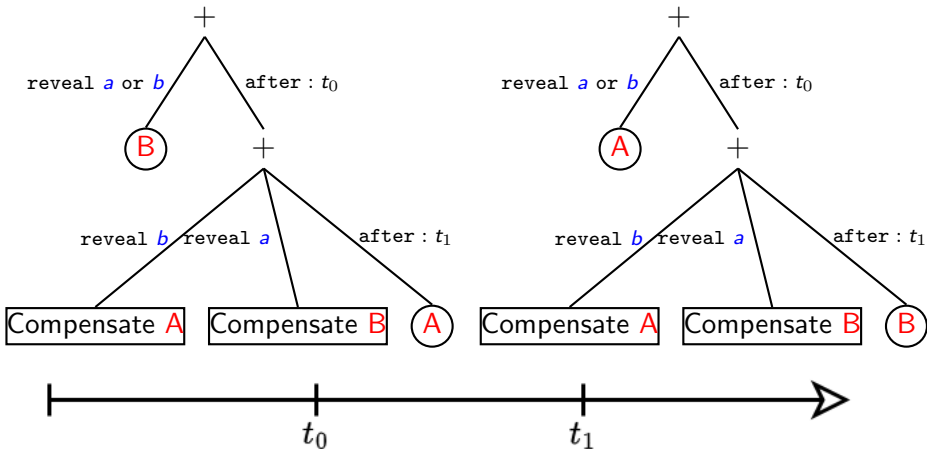 + +
reveal a or b after : t0 reveal a or b after : t0
B + A +
reveal b reveal a after : t1 reveal b reveal a after : t1
Compensate A Compensate B A Compensate A Compensate B B
t0 t1